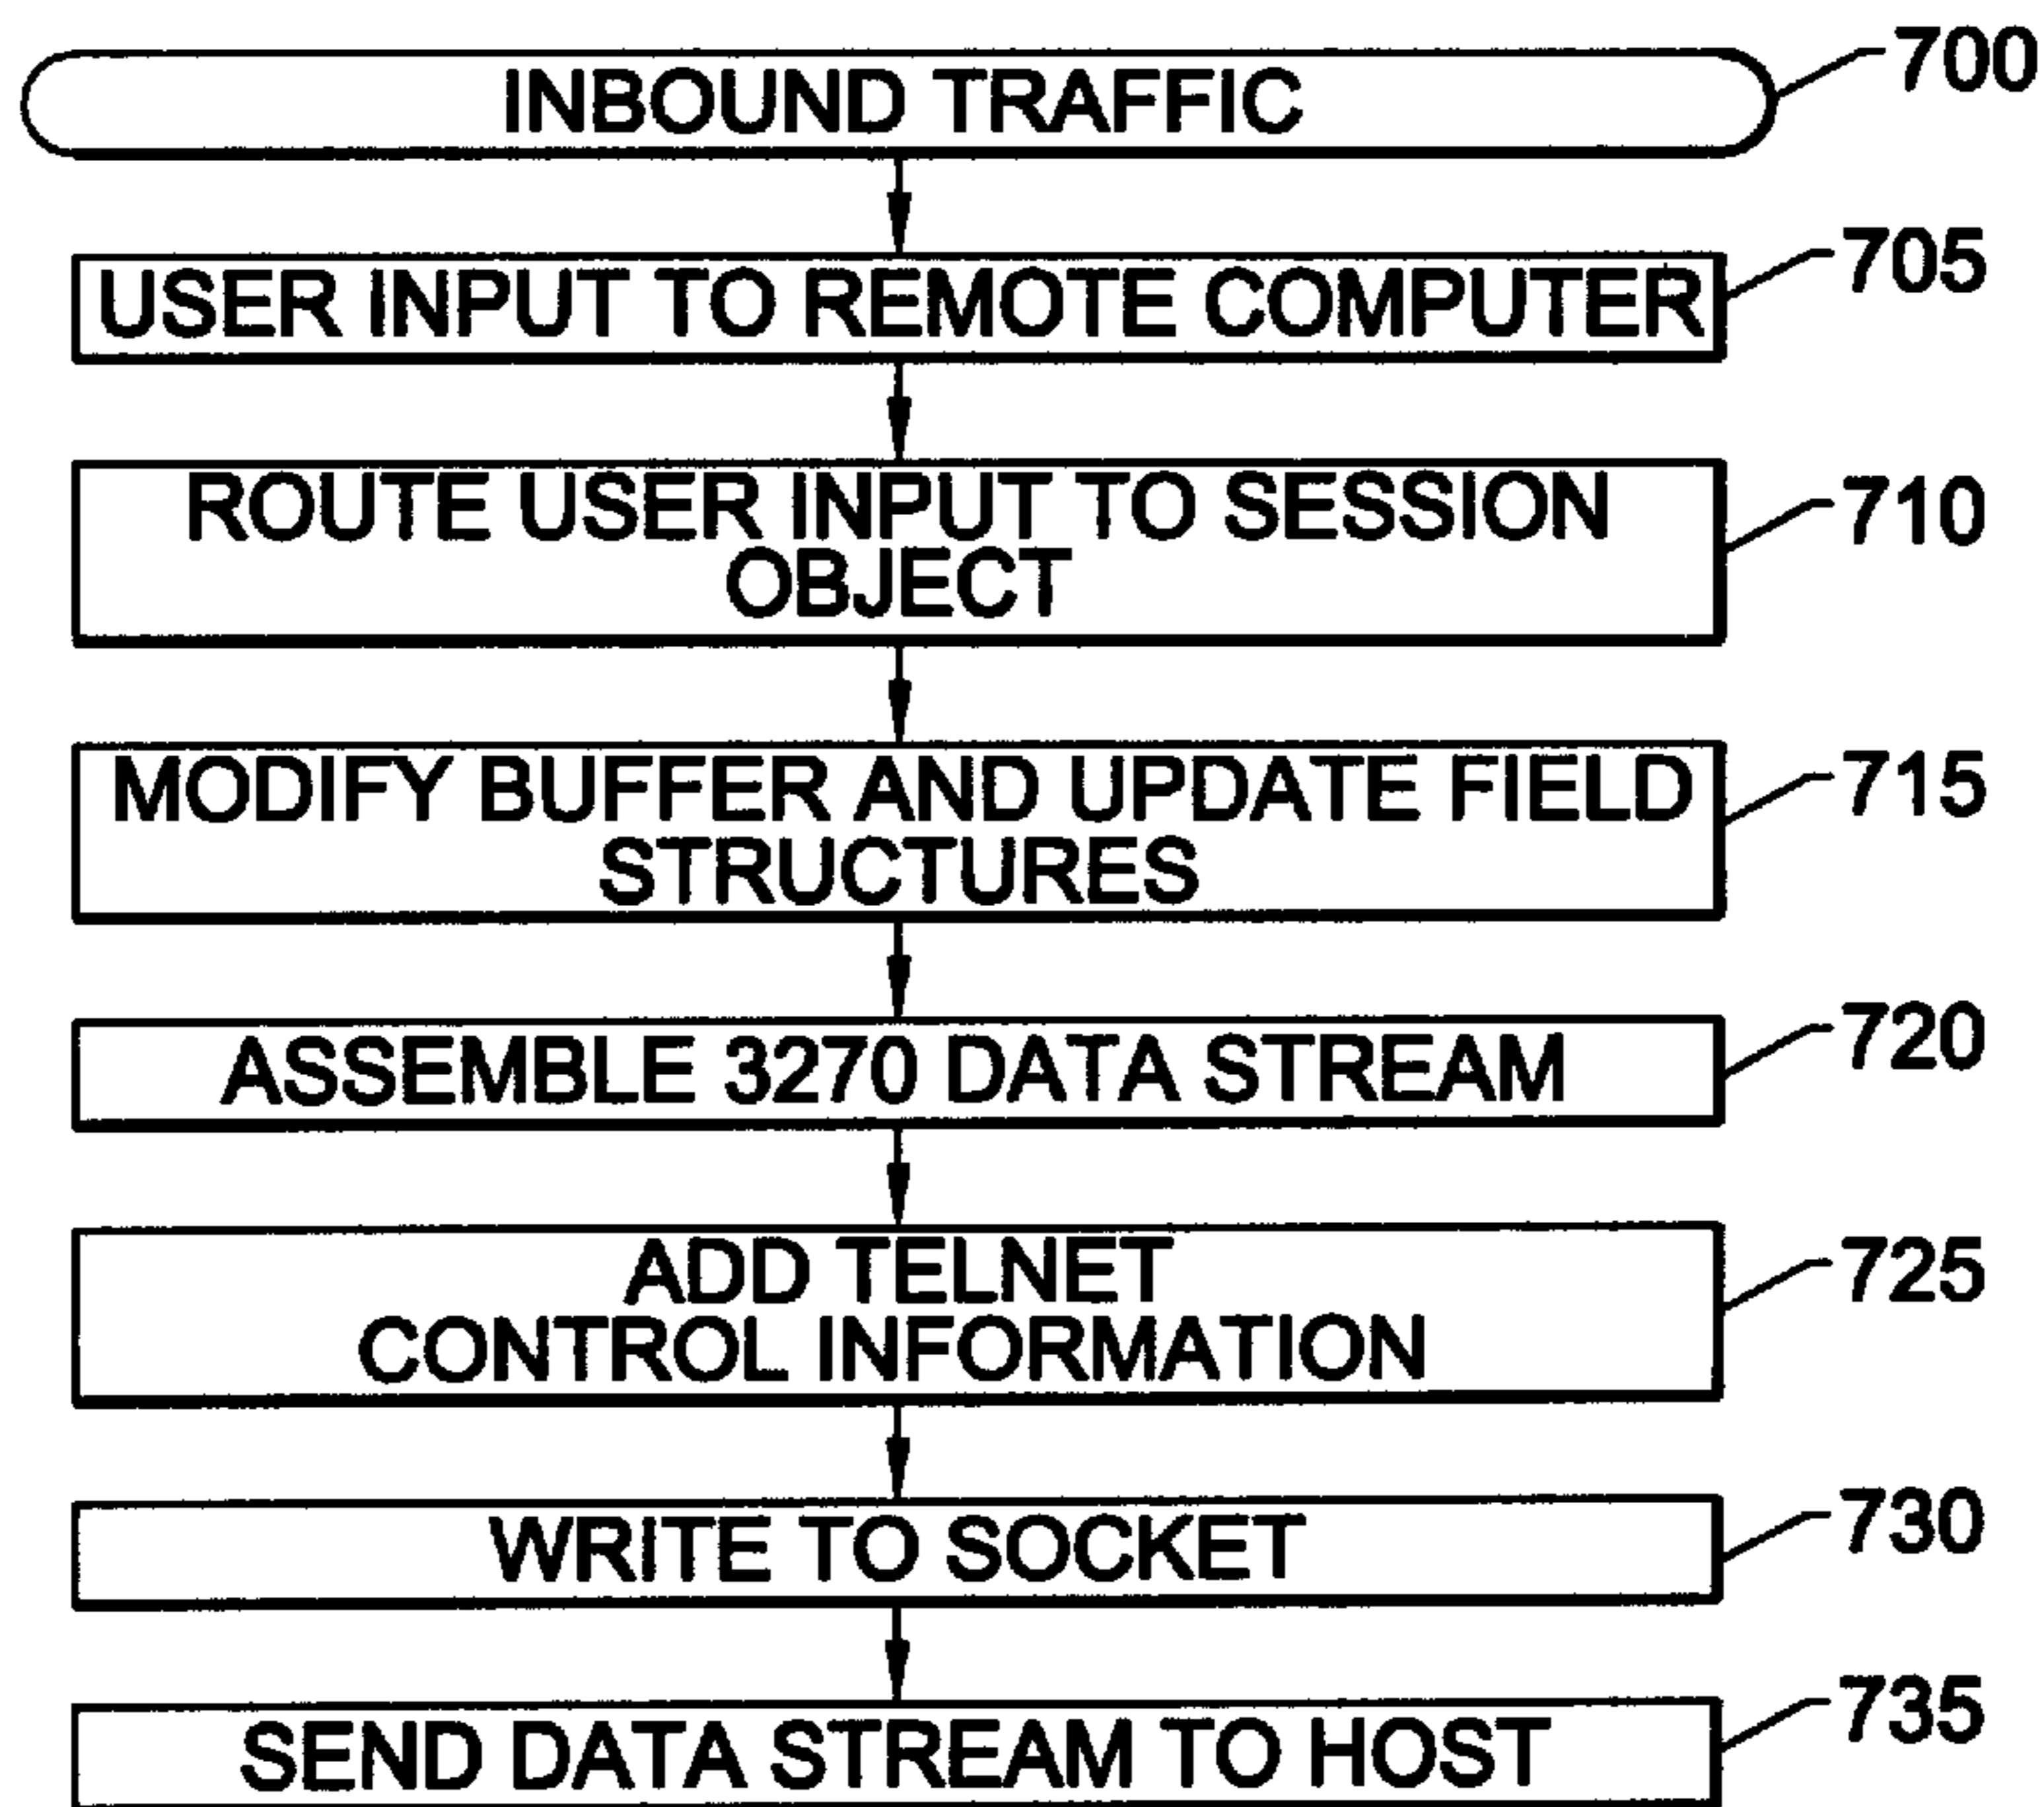 INBOUND TRAFFIC
700
USER INPUT TO REMOTE COMPUTER
705
ROUTE USER INPUT TO SESSION
OBJECT
710
MODIFY BUFFER AND UPDATE FIELD
STRUCTURES
715
ASSEMBLE 3270 DATA STREAM
720
ADD TELNET
CONTROL INFORMATION
725
WRITE TO SOCKET
730
SEND DATA STREAM TO HOST
735